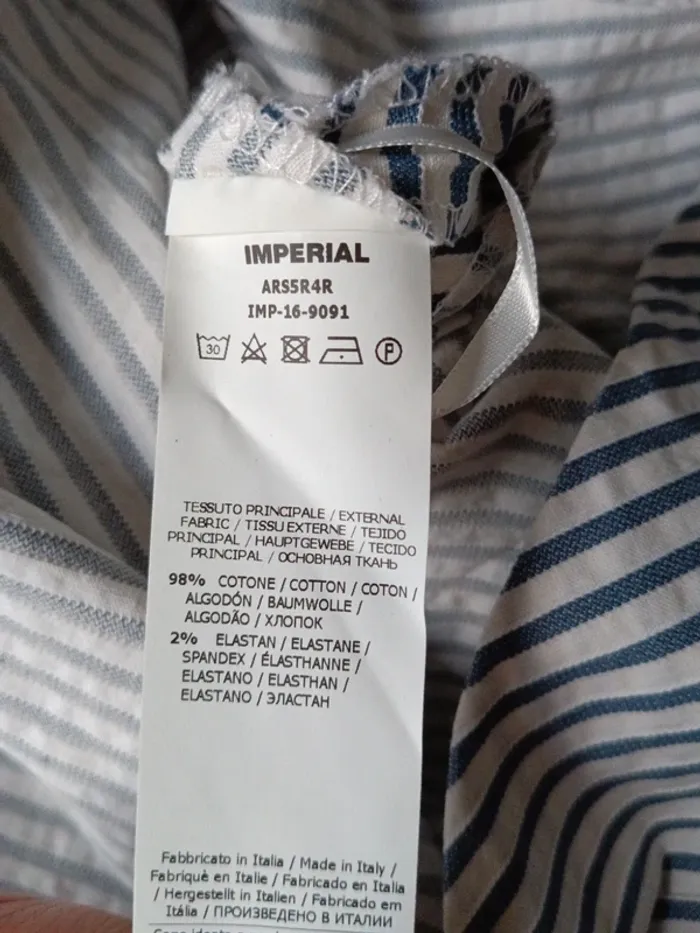 IMPERIAL
ARS5R4R
IMP-16-9091
30
P
TESSUTO PRINCIPALE / EXTERNAL
FABRIC / TISSU EXTERNE / TEJIDO
PRINCIPAL / HAUPTGEWEBE / TECIDO
PRINCIPAL / ОСНОВНАЯ ТКАНЬ
98% COTONE / COTTON / COTON /
ALGODÓN / BAUMWOLLE /
ALGODÃO / ХЛОПОК
2% ELASTAN / ELASTANE /
SPANDEX / ÉLASTHANNE /
ELASTANO / ELASTHAN /
ELASTANO / ЭЛАСТАН
Fabbricato in Italia / Made in Italy /
Fabriquè en Italie / Fabricado en Italia
/ Hergestellt in Italien / Fabricado em
Itália / ПРОИЗВЕДЕНО В ИТАЛИИ